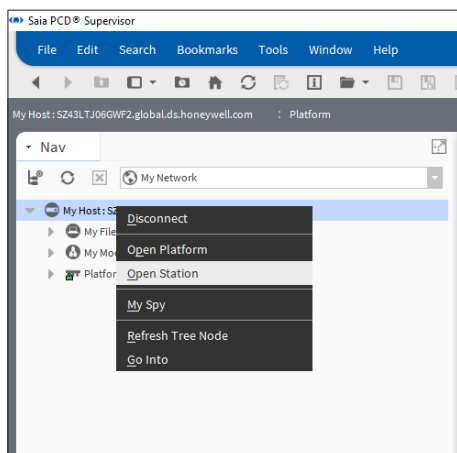 Saia PCD® Supervisor
File Edit Search Bookmarks Tools Window Help
My Host : SZ43LTJ06GWF2.global.ds.honeywell.com : Platform
Nav
My Network
My Host : SZ
My File
My Mo
Platfor
Disconnect
Open Platform
Open Station
My Spy
Refresh Tree Node
Go Into